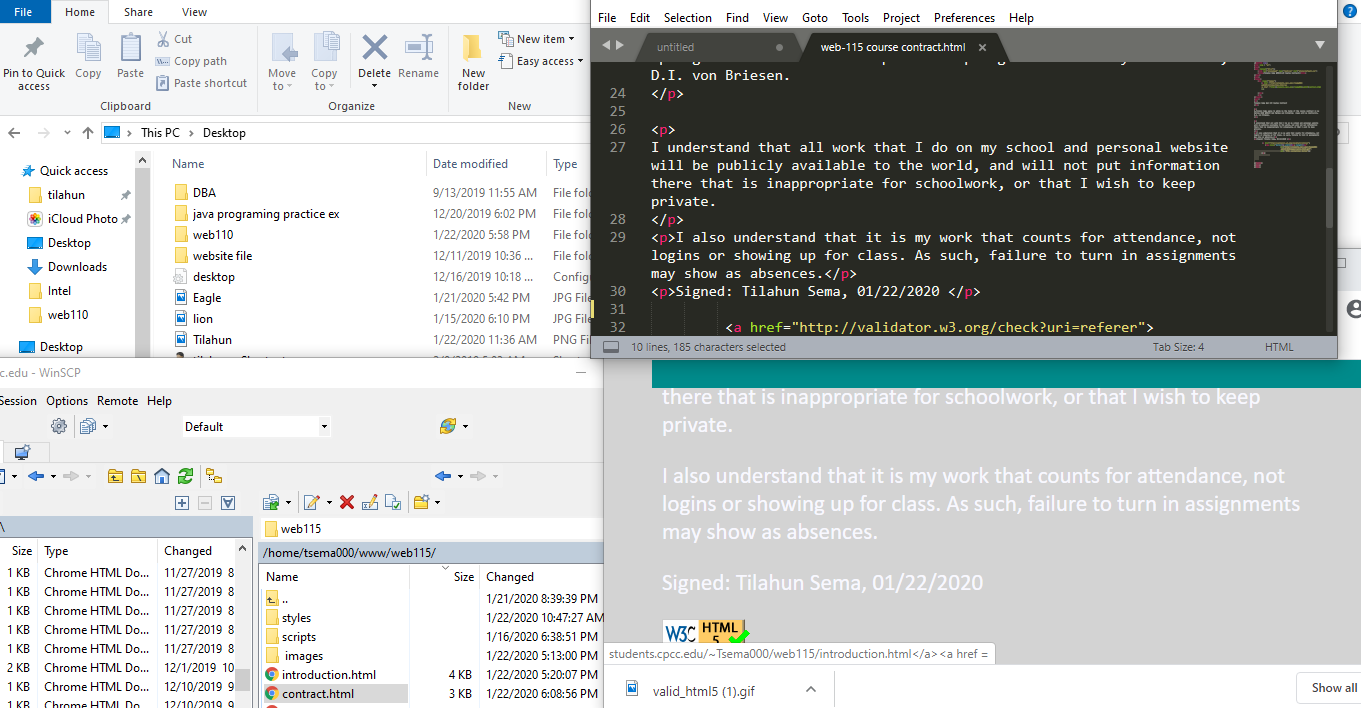 File Home Share View
Pin to Quick access
Copy
Paste
Cut
Copy path
Paste shortcut
Clipboard
Move to
Copy to
Delete
Rename
Organize
New folder
New item
Easy access
New
This PC > Desktop
Quick access
tilahun
iCloud Photo
Desktop
Downloads
Intel
web110
Desktop
Name Date modified Type
DBA 9/13/2019 11:55 AM File fol
java programing practice ex 12/20/2019 6:02 PM File fol
web110 1/22/2020 5:58 PM File fol
website file 12/11/2019 10:36 ... File fol
desktop 12/16/2019 10:18 ... Config
Eagle 1/21/2020 5:42 PM JPG File
lion 1/15/2020 6:10 PM JPG File
Tilahun 1/22/2020 11:36 AM PNG Fi
File Edit Selection Find View Goto Tools Project Preferences Help
untitled web-115 course contract.html
D.I. von Briesen.
24 </p>
25
26 <p>
27 I understand that all work that I do on my school and personal website
will be publicly available to the world, and will not put information
there that is inappropriate for schoolwork, or that I wish to keep
private.
28 </p>
29 <p>I also understand that it is my work that counts for attendance, not
logins or showing up for class. As such, failure to turn in assignments
may show as absences.</p>
30 <p>Signed: Tilahun Sema, 01/22/2020 </p>
31
32 <a href="http://validator.w3.org/check?uri=referer">
10 lines, 185 characters selected Tab Size: 4 HTML
cc.edu - WinSCP
Session Options Remote Help
Default
\
Size Type Changed
1 KB Chrome HTML Do... 11/27/2019 8
1 KB Chrome HTML Do... 11/27/2019 8
1 KB Chrome HTML Do... 11/27/2019 8
1 KB Chrome HTML Do... 11/27/2019 8
1 KB Chrome HTML Do... 11/27/2019 8
2 KB Chrome HTML Do... 12/1/2019 10
1 KB Chrome HTML Do... 12/10/2019 9
1 KB Chrome HTML Do... 12/10/2019 9
web115
/home/tsema000/www/web115/
Name Size Changed
.. 1/21/2020 8:39:39 PM
styles 1/22/2020 10:47:27 AM
scripts 1/16/2020 6:38:51 PM
images 1/22/2020 5:13:00 PM
introduction.html 4 KB 1/22/2020 5:20:07 PM
contract.html 3 KB 1/22/2020 6:08:56 PM
there that is inappropriate for schoolwork, or that I wish to keep
private.
I also understand that it is my work that counts for attendance, not
logins or showing up for class. As such, failure to turn in assignments
may show as absences.
Signed: Tilahun Sema, 01/22/2020
W3C HTML 5
students.cpcc.edu/~Tsema000/web115/introduction.html</a><a href =
valid_html5 (1).gif
Show all